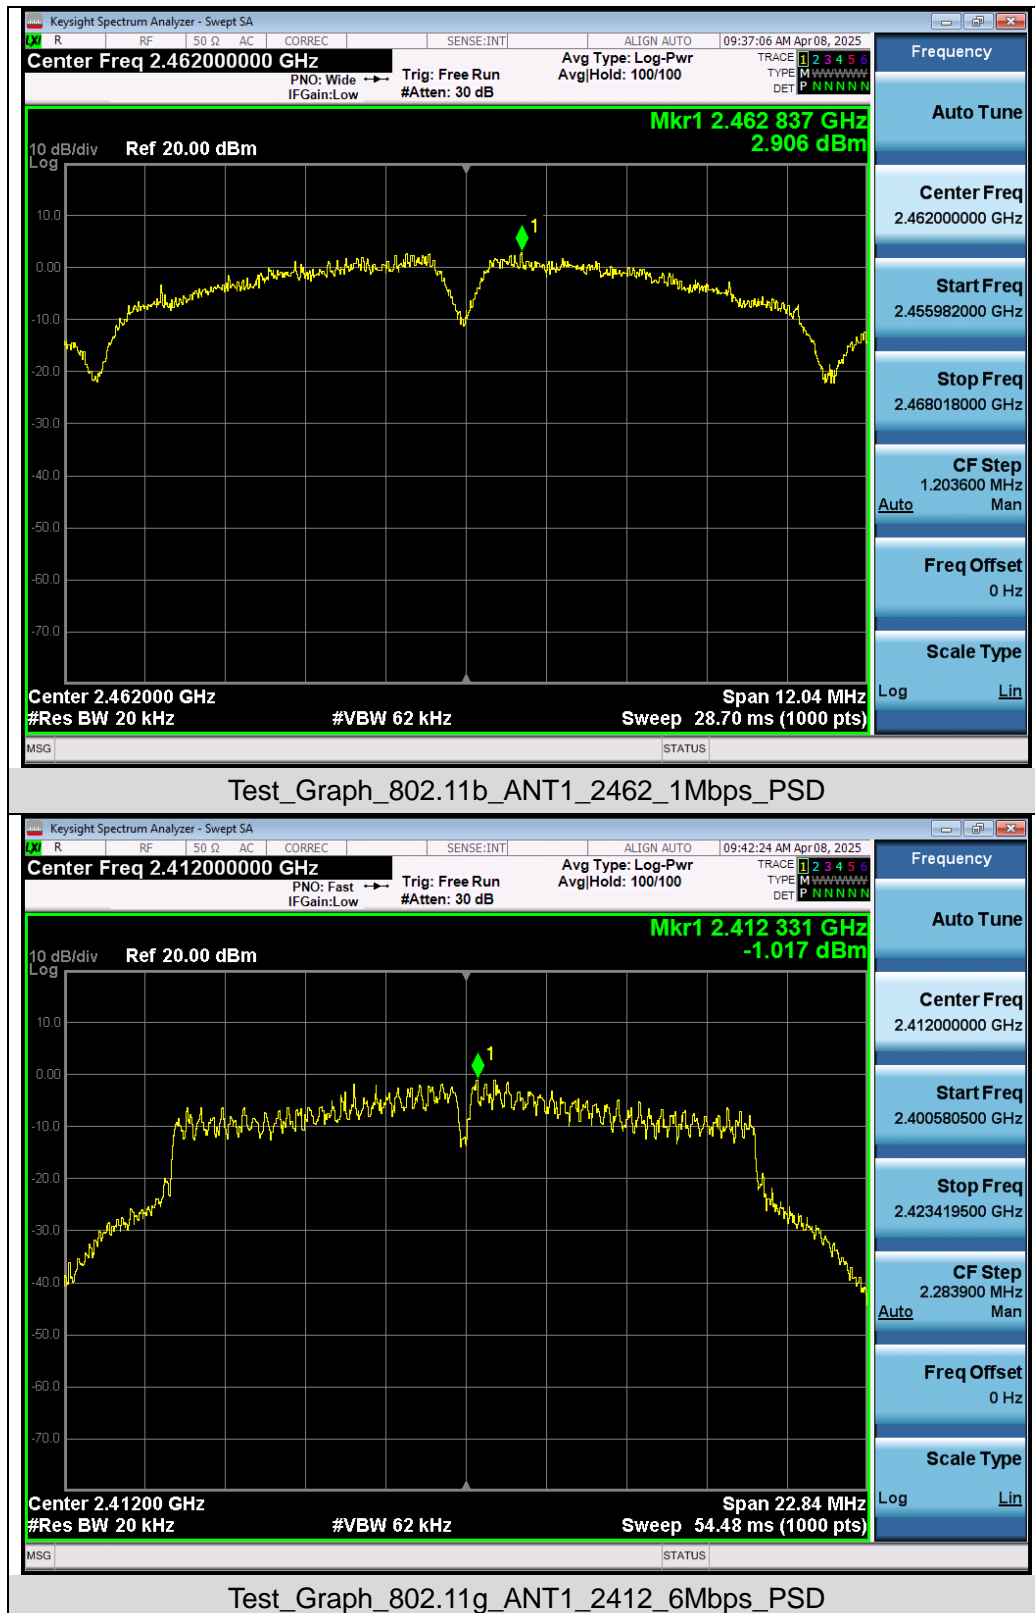 Keysight Spectrum Analyzer - Swept SA
LXI R RF 50 Ω AC CORREC SENSE:INT ALIGN AUTO 09:37:06 AM Apr 08, 2025
Center Freq 2.462000000 GHz
PNO: Wide
IFGain:Low
Trig: Free Run
#Atten: 30 dB
Avg Type: Log-Pwr
Avg|Hold: 100/100
TRACE 1 2 3 4 5 6
TYPE M WWWWW
DET P N N N N N
Mkr1 2.462 837 GHz
2.906 dBm
10 dB/div Ref 20.00 dBm
Log
10.0
0.00
-10.0
-20.0
-30.0
-40.0
-50.0
-60.0
-70.0
1
Center 2.462000 GHz Span 12.04 MHz
#Res BW 20 kHz #VBW 62 kHz Sweep 28.70 ms (1000 pts)
MSG STATUS
Frequency
Auto Tune
Center Freq
2.462000000 GHz
Start Freq
2.455982000 GHz
Stop Freq
2.468018000 GHz
CF Step
1.203600 MHz
Auto Man
Freq Offset
0 Hz
Scale Type
Log Lin
Test_Graph_802.11b_ANT1_2462_1Mbps_PSD
Keysight Spectrum Analyzer - Swept SA
LXI R RF 50 Ω AC CORREC SENSE:INT ALIGN AUTO 09:42:24 AM Apr 08, 2025
Center Freq 2.412000000 GHz
PNO: Fast
IFGain:Low
Trig: Free Run
#Atten: 30 dB
Avg Type: Log-Pwr
Avg|Hold: 100/100
TRACE 1 2 3 4 5 6
TYPE M WWWWW
DET P N N N N N
Mkr1 2.412 331 GHz
-1.017 dBm
10 dB/div Ref 20.00 dBm
Log
10.0
0.00
-10.0
-20.0
-30.0
-40.0
-50.0
-60.0
-70.0
1
Center 2.41200 GHz Span 22.84 MHz
#Res BW 20 kHz #VBW 62 kHz Sweep 54.48 ms (1000 pts)
MSG STATUS
Frequency
Auto Tune
Center Freq
2.412000000 GHz
Start Freq
2.400580500 GHz
Stop Freq
2.423419500 GHz
CF Step
2.283900 MHz
Auto Man
Freq Offset
0 Hz
Scale Type
Log Lin
Test_Graph_802.11g_ANT1_2412_6Mbps_PSD